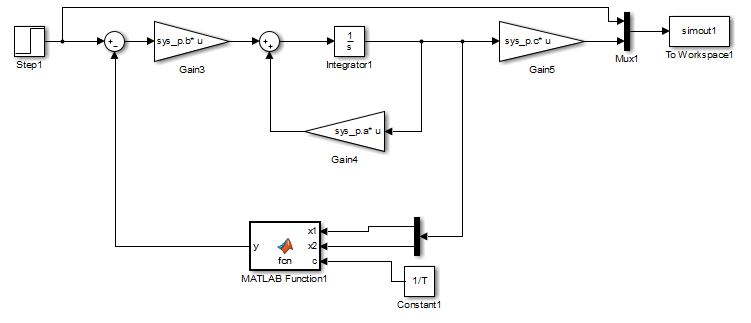 Step1
sys_p.b* u
Gain3
1
s
Integrator1
sys_p.c* u
Gain5
Mux1
simout1
To Workspace1
sys_p.a* u
Gain4
y
fcn
x1
x2
c
MATLAB Function1
1/T
Constant1